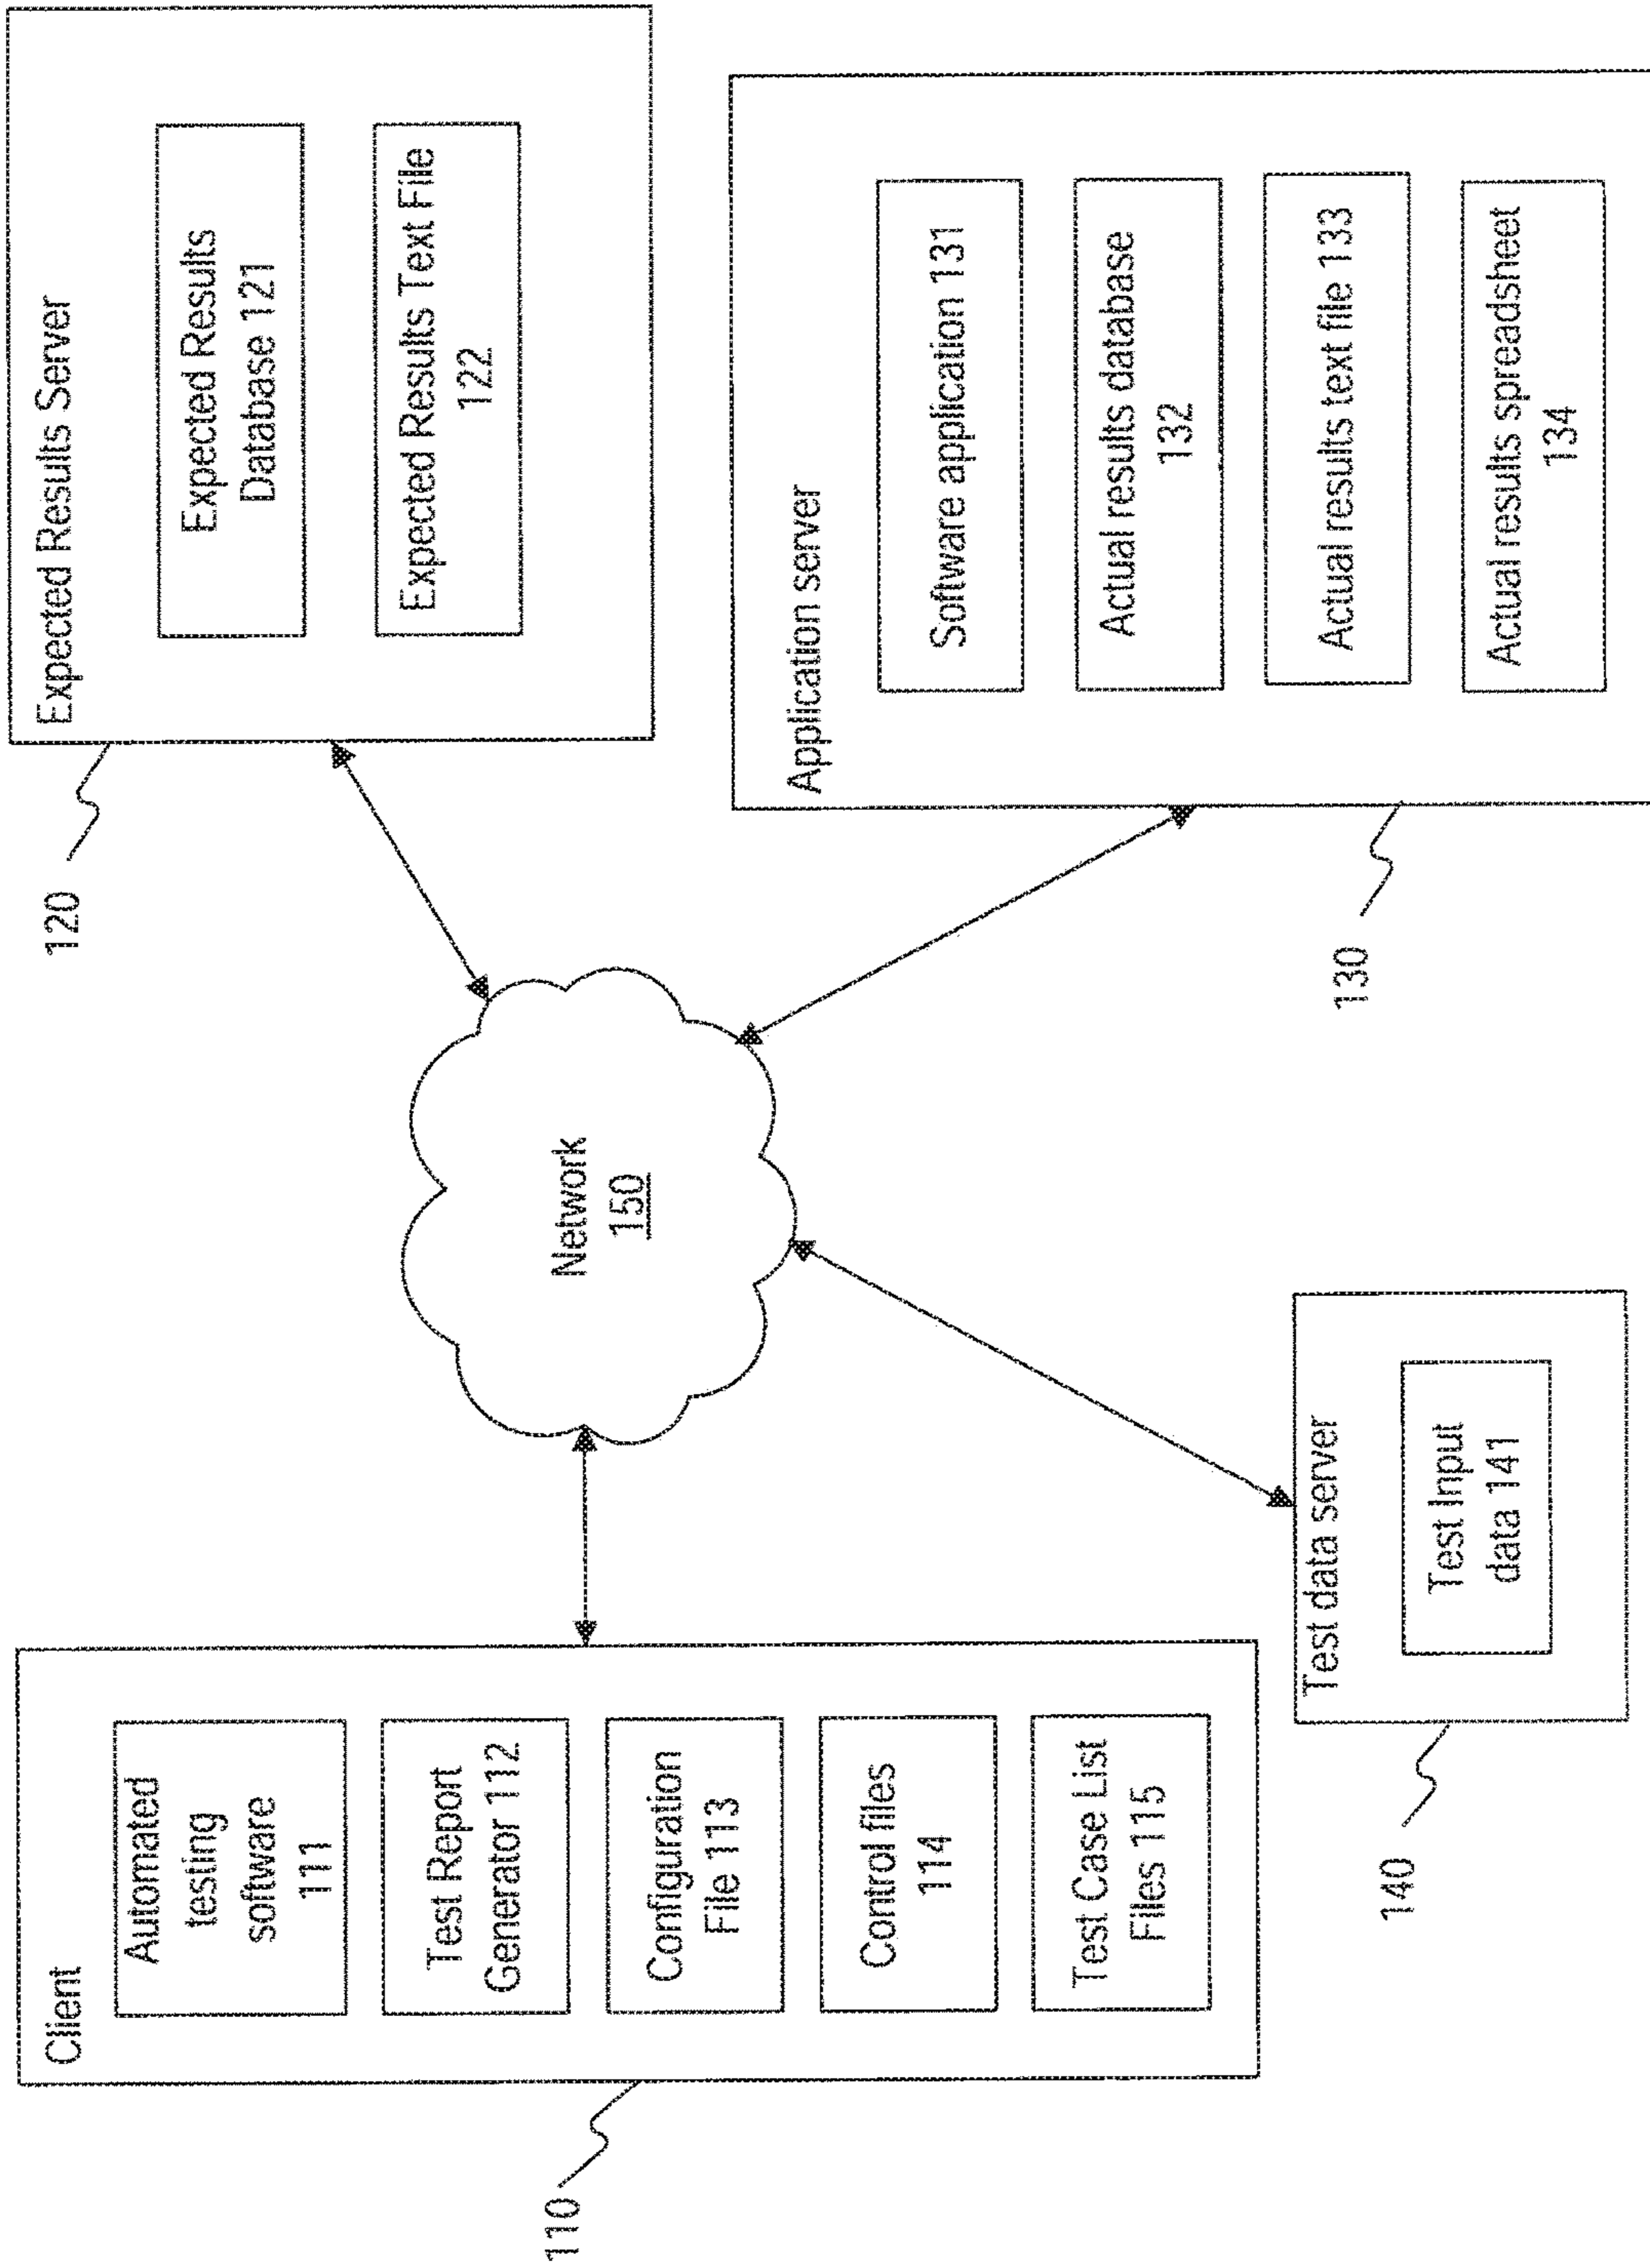 Client
Automated
testing
software
111
Test Report
Generator 112
Configuration
File 113
Control files
114
Test Case List
Files 115
110
Network
150
Expected Results Server
Expected Results
Database 121
Expected Results Text File
122
120
Application server
Software application 131
Actual results database
132
Actual results text file 133
Actual results spreadsheet
134
130
Test data server
Test Input
data 141
140